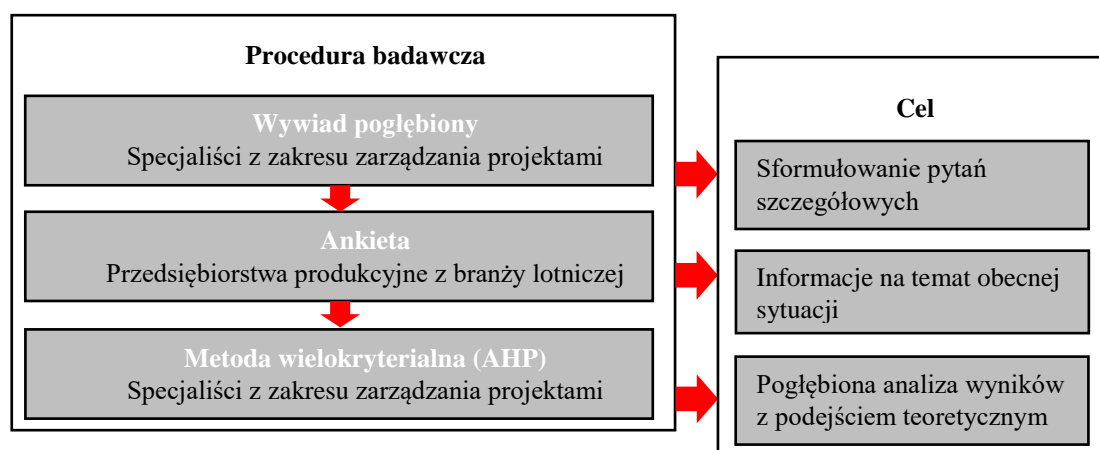 Procedura badawcza
Wywiad pogłębiony
Specjaliści z zakresu zarządzania projektami
Ankieta
Przedsiębiorstwa produkcyjne z branży lotniczej
Metoda wielokryterialna (AHP)
Specjaliści z zakresu zarządzania projektami
Cel
Sformułowanie pytań
szczegółowych
Informacje na temat obecnej
sytuacji
Pogłębiona analiza wyników
z podejściem teoretycznym